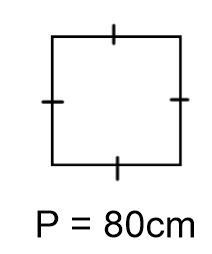 P = 80cm